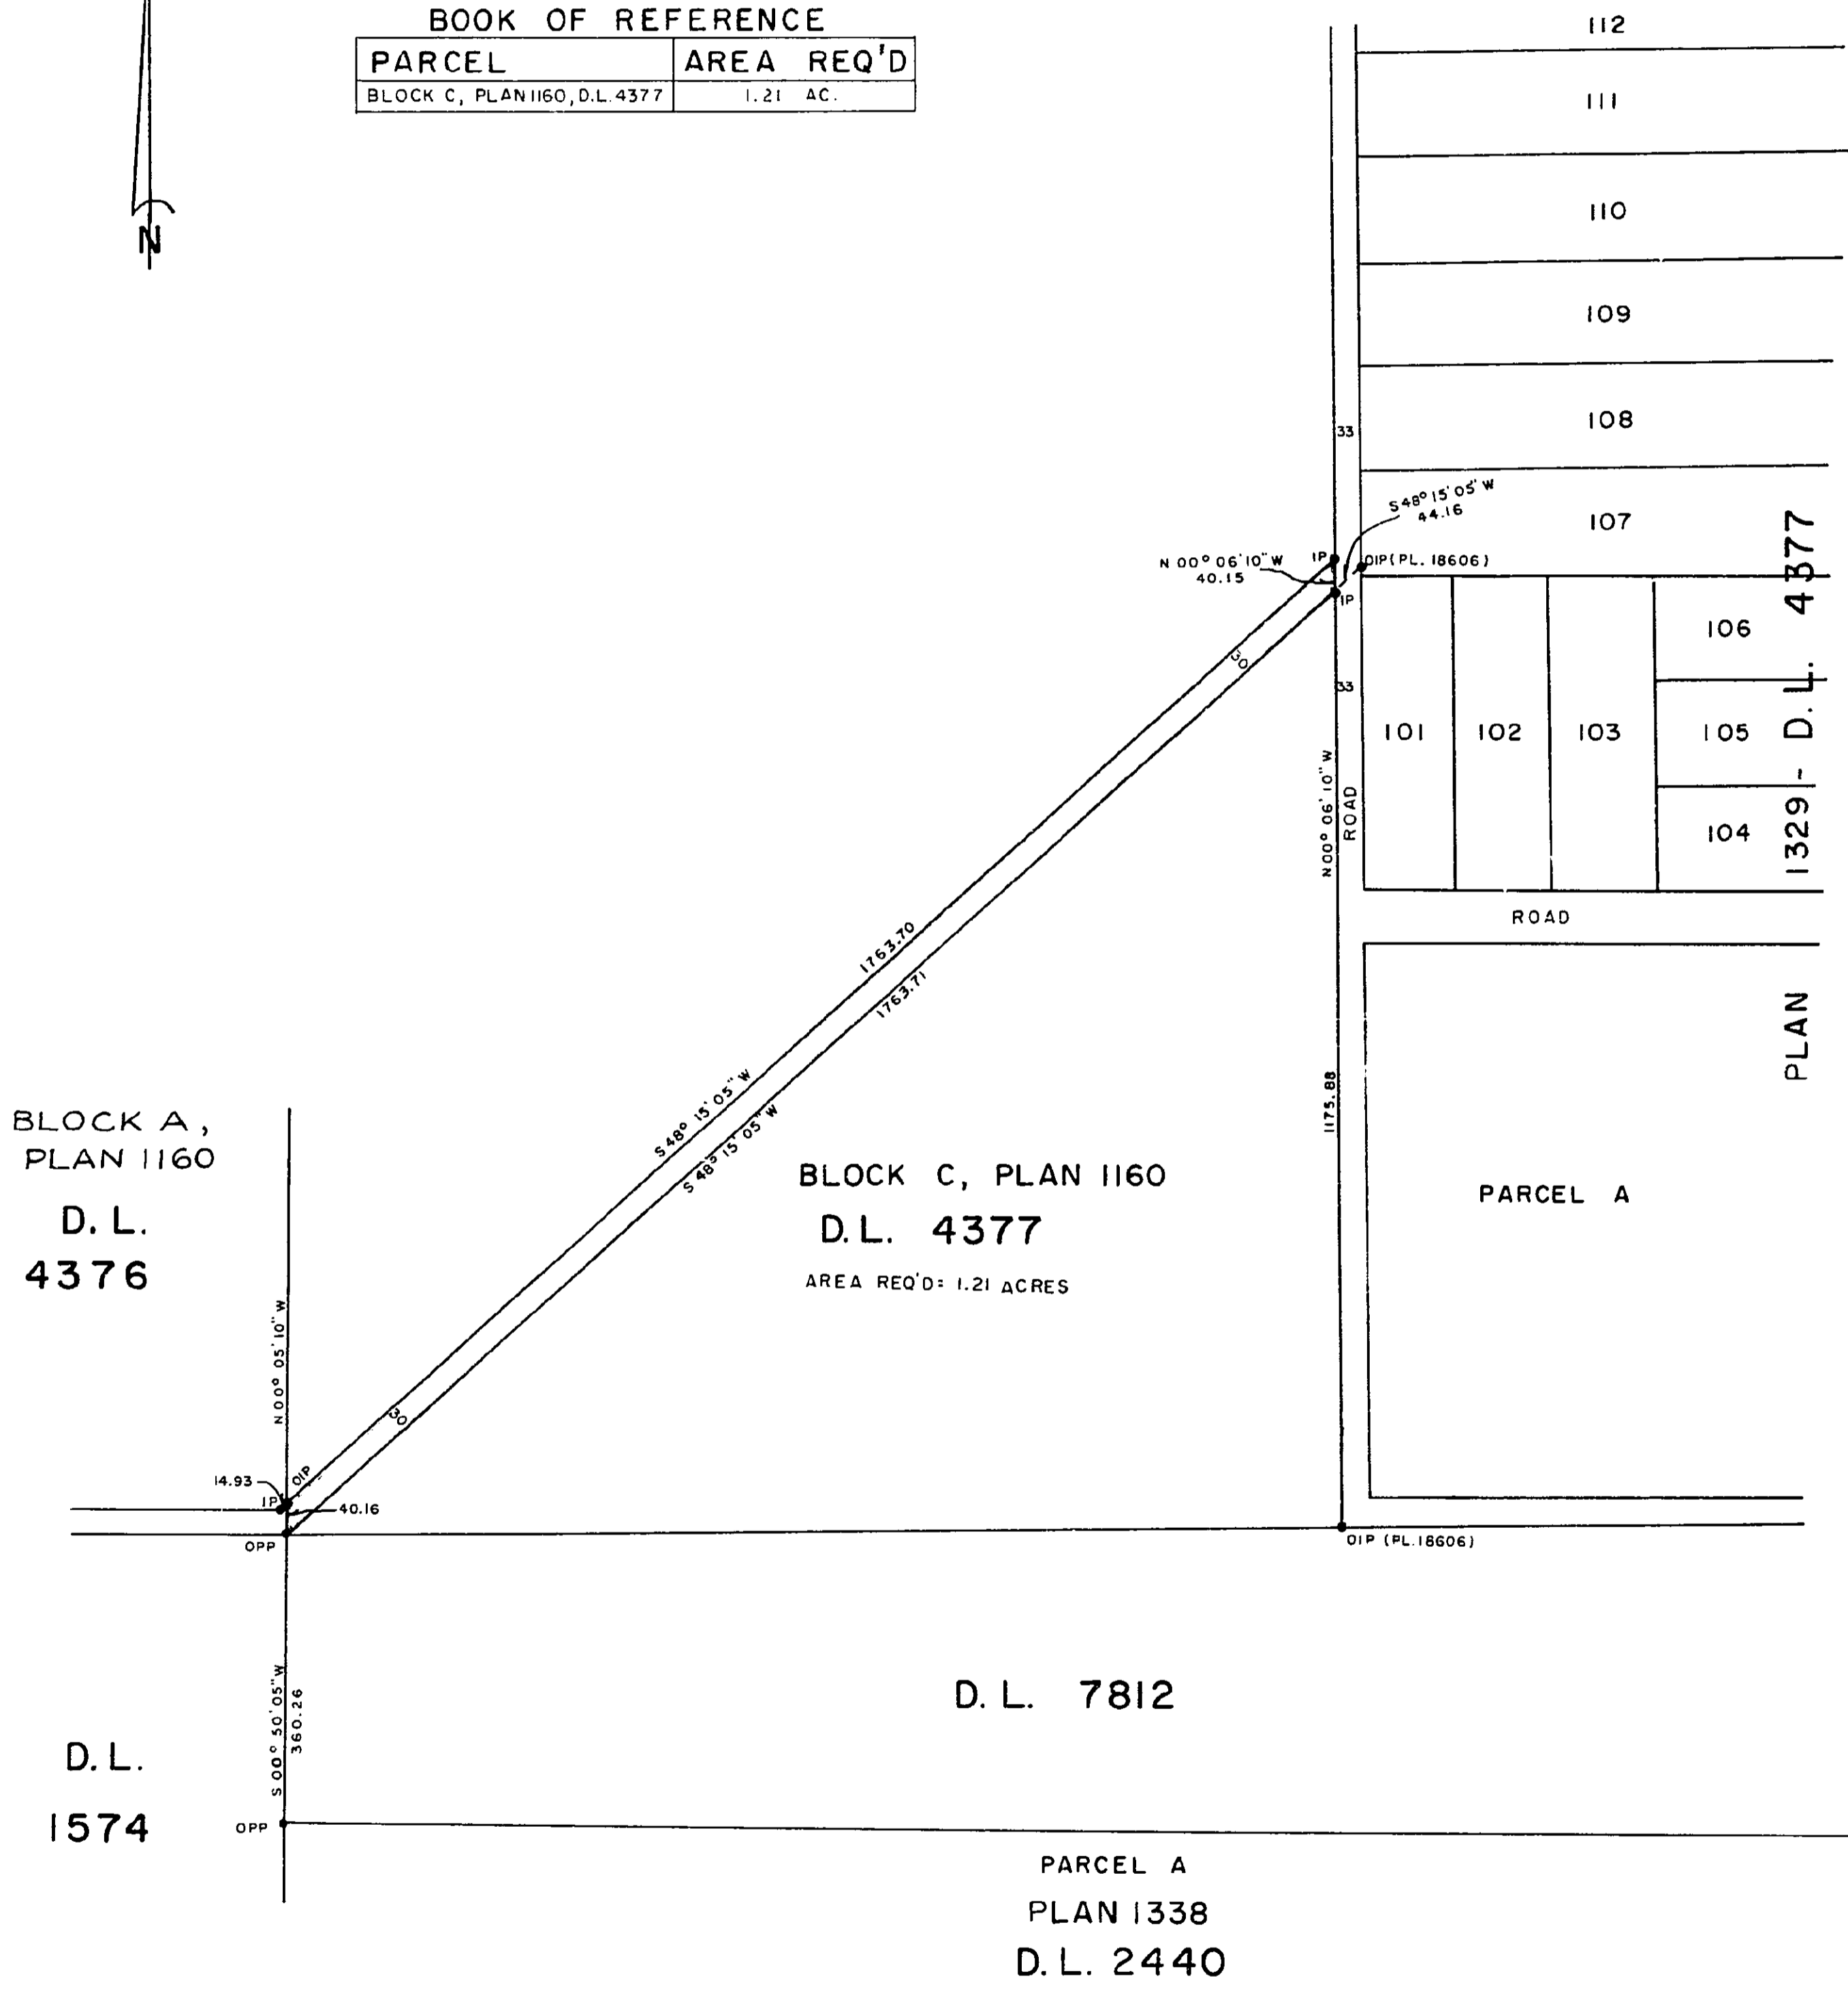 BOOK OF REFERENCE
PARCEL AREA REQ'D
BLOCK C, PLAN 1160, D.L. 4377 1.21 AC.
N
112
111
110
109
108
107
33
S 48° 15' 05" W
44.16
N 00° 06' 10" W
40.15
IP
OIP (PL. 18606)
IP
30
33
106
101
102
103
105
104
N 00° 06' 10" W
ROAD
1175.88
ROAD
PLAN 1329 - D.L. 4377
1763.70
1763.71
S 48° 15' 05" W
S 48° 15' 05" W
BLOCK A,
PLAN 1160
D.L.
4376
BLOCK C, PLAN 1160
D.L. 4377
AREA REQ'D: 1.21 ACRES
PARCEL A
N 00° 05' 10" W
30
14.93
OIP
IP
40.16
OPP
OIP (PL. 18606)
S 00° 50' 05" W
360.26
D.L. 7812
D.L.
1574
OPP
PARCEL A
PLAN 1338
D.L. 2440